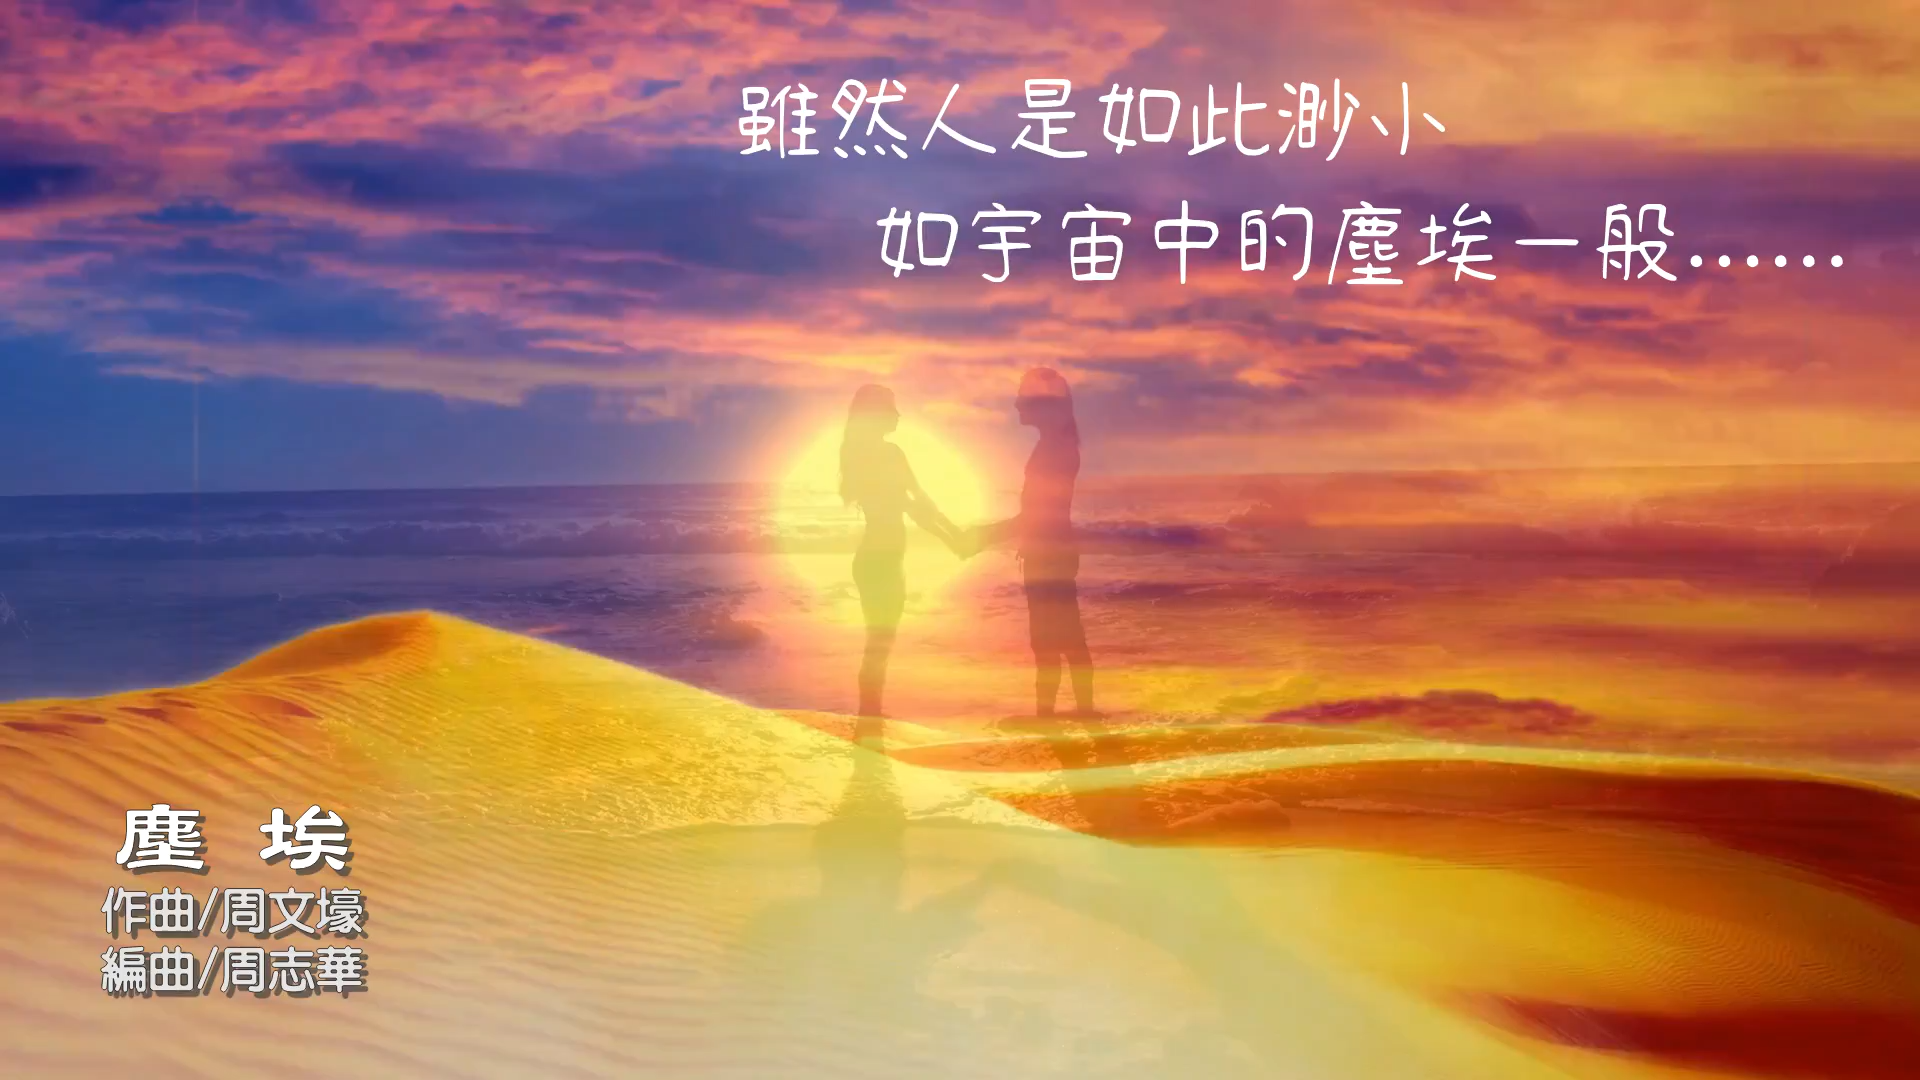 雖然人是如此渺小
如宇宙中的塵埃一般......
塵 埃
作曲/周文壕
編曲/周志華